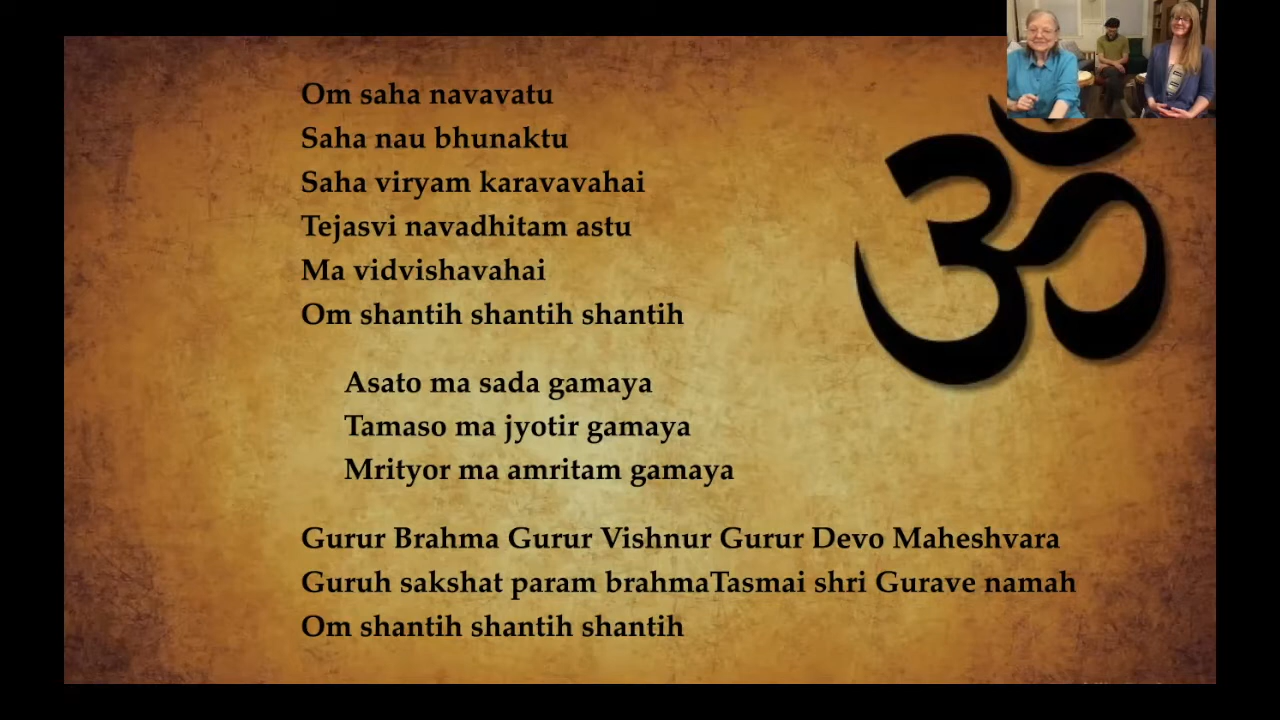 Om saha navavatu
Saha nau bhunaktu
Saha viryam karavavahai
Tejasvi navadhitam astu
Ma vidvishavahai
Om shantih shantih shantih
Asato ma sada gamaya
Tamaso ma jyotir gamaya
Mrityor ma amritam gamaya
Gurur Brahma Gurur Vishnur Gurur Devo Maheshvara
Guruh sakshat param brahmaTasmai shri Gurave namah
Om shantih shantih shantih
ॐ